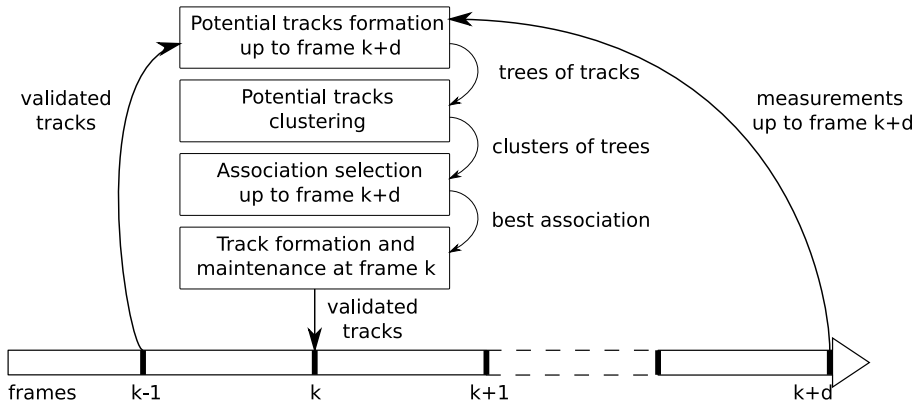 Potential tracks formation
up to frame k+d
trees of tracks
validated
tracks
Potential tracks
clustering
measurements
up to frame k+d
clusters of trees
Association selection
up to frame k+d
best association
Track formation and
maintenance at frame k
validated
tracks
frames
k-1
k
k+1
k+d